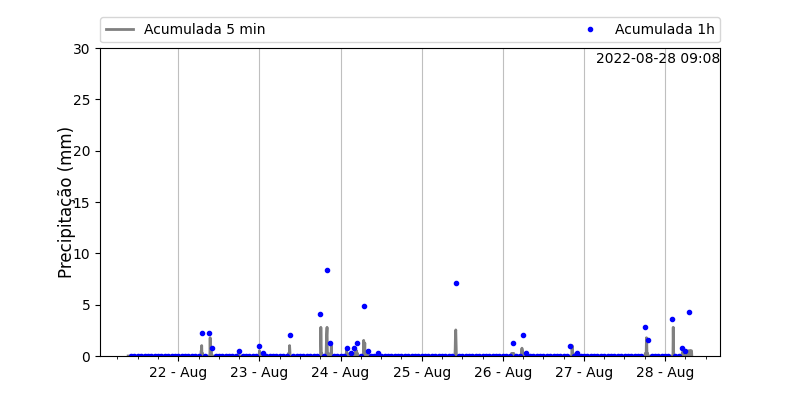 Acumulada 5 min
Acumulada 1h
2022-08-28 09:08
Precipitação (mm)
30
25
20
15
10
5
0
22 - Aug
23 - Aug
24 - Aug
25 - Aug
26 - Aug
27 - Aug
28 - Aug